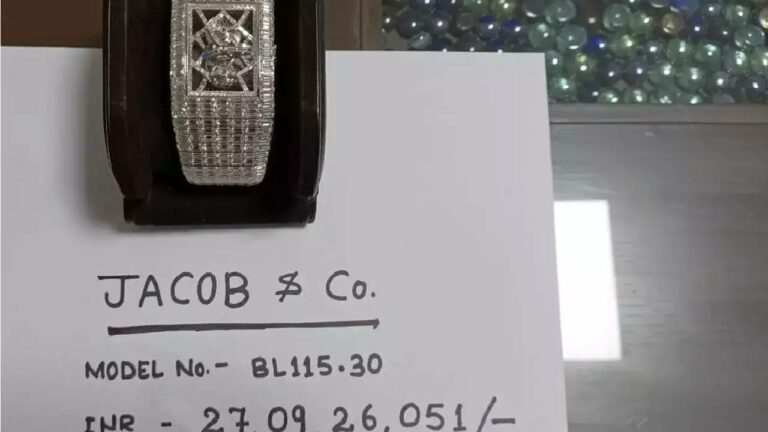 JACOB & Co.
MODEL No.- BL115.30
INR - 27 09 26,051/-